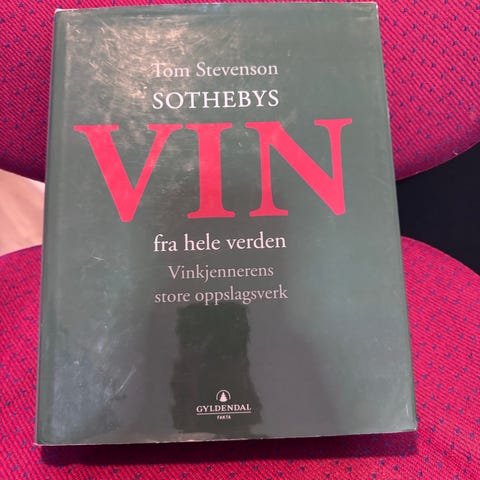 Tom Stevenson
SOTHEBYS
VIN
fra hele verden
Vinkjennerens
store oppslagsverk
GYLDENDAL
FAKTA